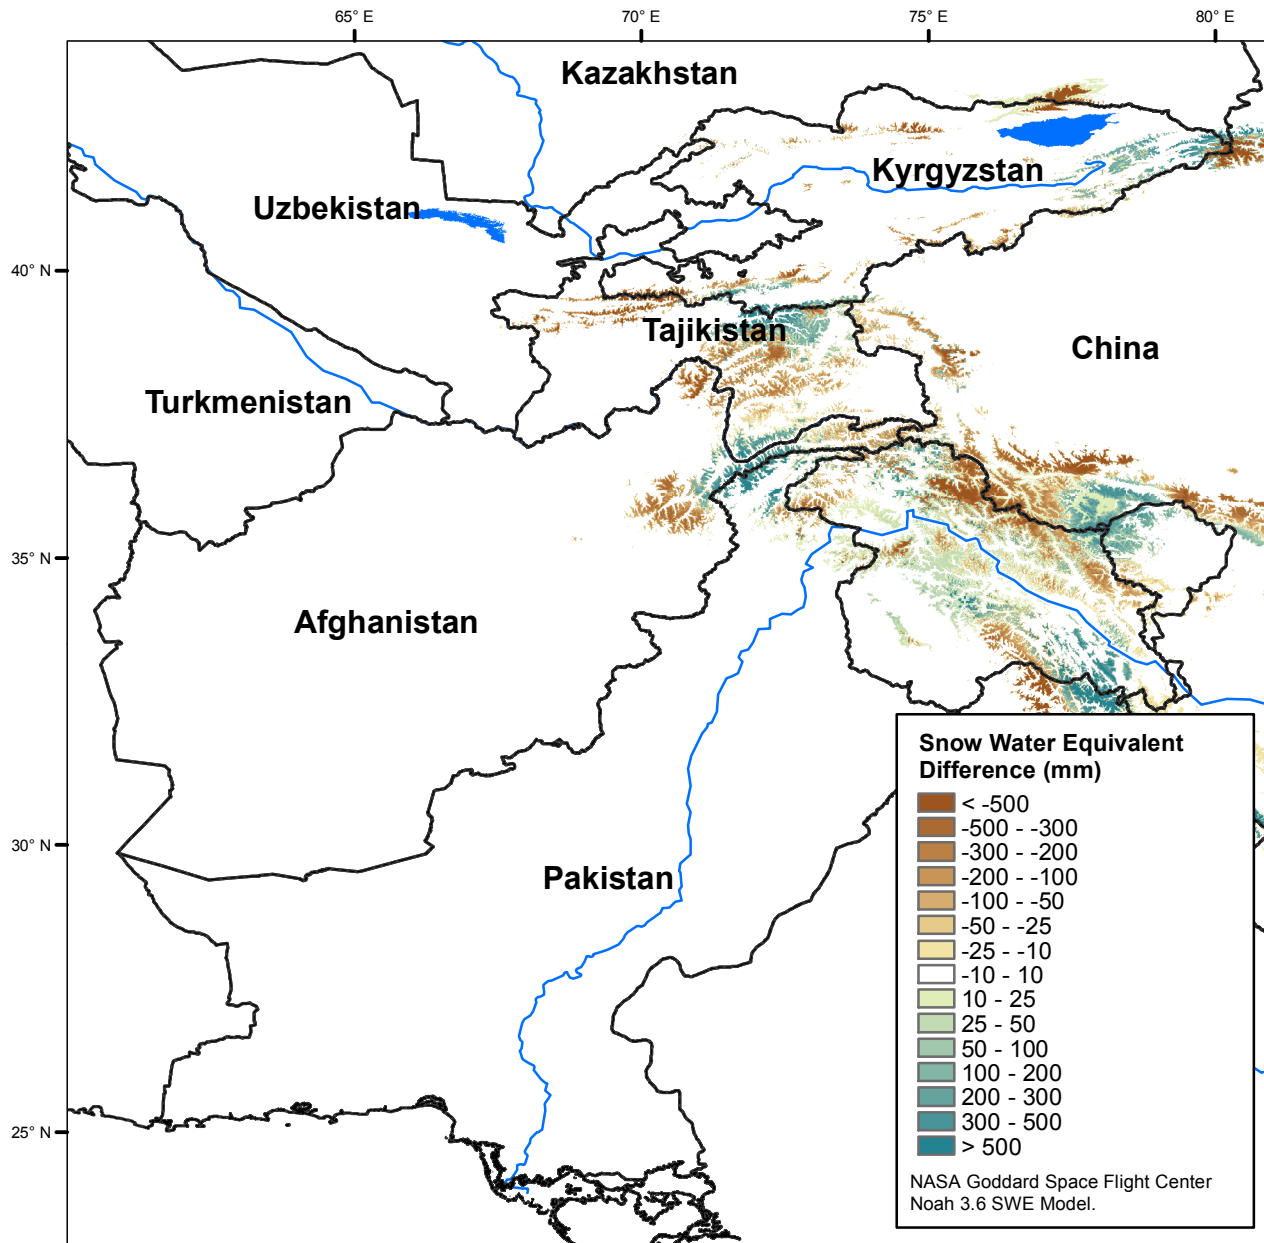 65° E 70° E 75° E 80° E
Kazakhstan
Kyrgyzstan
Uzbekistan
40° N
Tajikistan
China
Turkmenistan
35° N
Afghanistan
Snow Water Equivalent
Difference (mm)
< -500
-500 - -300
-300 - -200
-200 - -100
-100 - -50
-50 - -25
-25 - -10
-10 - 10
10 - 25
25 - 50
50 - 100
100 - 200
200 - 300
300 - 500
> 500
NASA Goddard Space Flight Center
Noah 3.6 SWE Model.
30° N
Pakistan
25° N